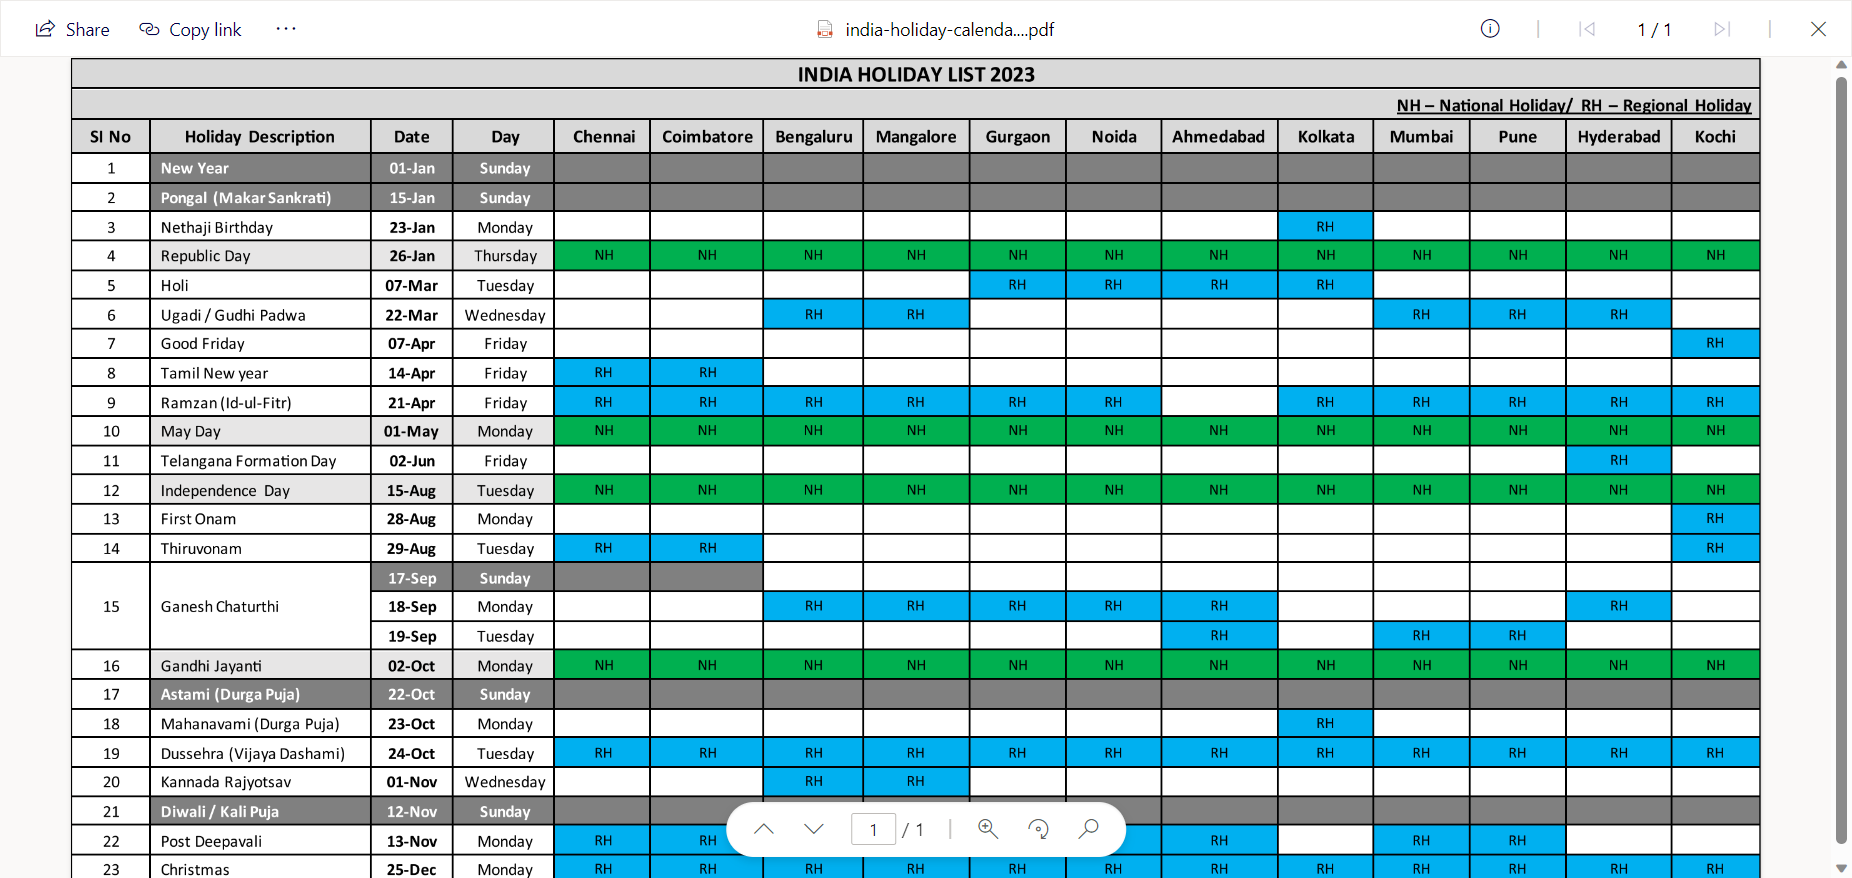 Share Copy link ··· india-holiday-calenda....pdf 1 / 1
INDIA HOLIDAY LIST 2023
NH – National Holiday/ RH – Regional Holiday
SI No Holiday Description Date Day Chennai Coimbatore Bengaluru Mangalore Gurgaon Noida Ahmedabad Kolkata Mumbai Pune Hyderabad Kochi
1 New Year 01-Jan Sunday
2 Pongal (Makar Sankrati) 15-Jan Sunday
3 Nethaji Birthday 23-Jan Monday RH
4 Republic Day 26-Jan Thursday NH NH NH NH NH NH NH NH NH NH NH NH
5 Holi 07-Mar Tuesday RH RH RH RH
6 Ugadi / Gudhi Padwa 22-Mar Wednesday RH RH RH RH RH
7 Good Friday 07-Apr Friday RH
8 Tamil New year 14-Apr Friday RH RH
9 Ramzan (Id-ul-Fitr) 21-Apr Friday RH RH RH RH RH RH RH RH RH RH RH
10 May Day 01-May Monday NH NH NH NH NH NH NH NH NH NH NH NH
11 Telangana Formation Day 02-Jun Friday RH
12 Independence Day 15-Aug Tuesday NH NH NH NH NH NH NH NH NH NH NH NH
13 First Onam 28-Aug Monday RH
14 Thiruvonam 29-Aug Tuesday RH RH RH
17-Sep Sunday
15 Ganesh Chaturthi 18-Sep Monday RH RH RH RH RH RH
19-Sep Tuesday RH RH RH
16 Gandhi Jayanti 02-Oct Monday NH NH NH NH NH NH NH NH NH NH NH NH
17 Astami (Durga Puja) 22-Oct Sunday
18 Mahanavami (Durga Puja) 23-Oct Monday RH
19 Dussehra (Vijaya Dashami) 24-Oct Tuesday RH RH RH RH RH RH RH RH RH RH RH RH
20 Kannada Rajyotsav 01-Nov Wednesday RH RH
21 Diwali / Kali Puja 12-Nov Sunday
1 / 1
22 Post Deepavali 13-Nov Monday RH RH RH RH RH
23 Christmas 25-Dec Monday RH RH RH RH RH RH RH RH RH RH RH RH